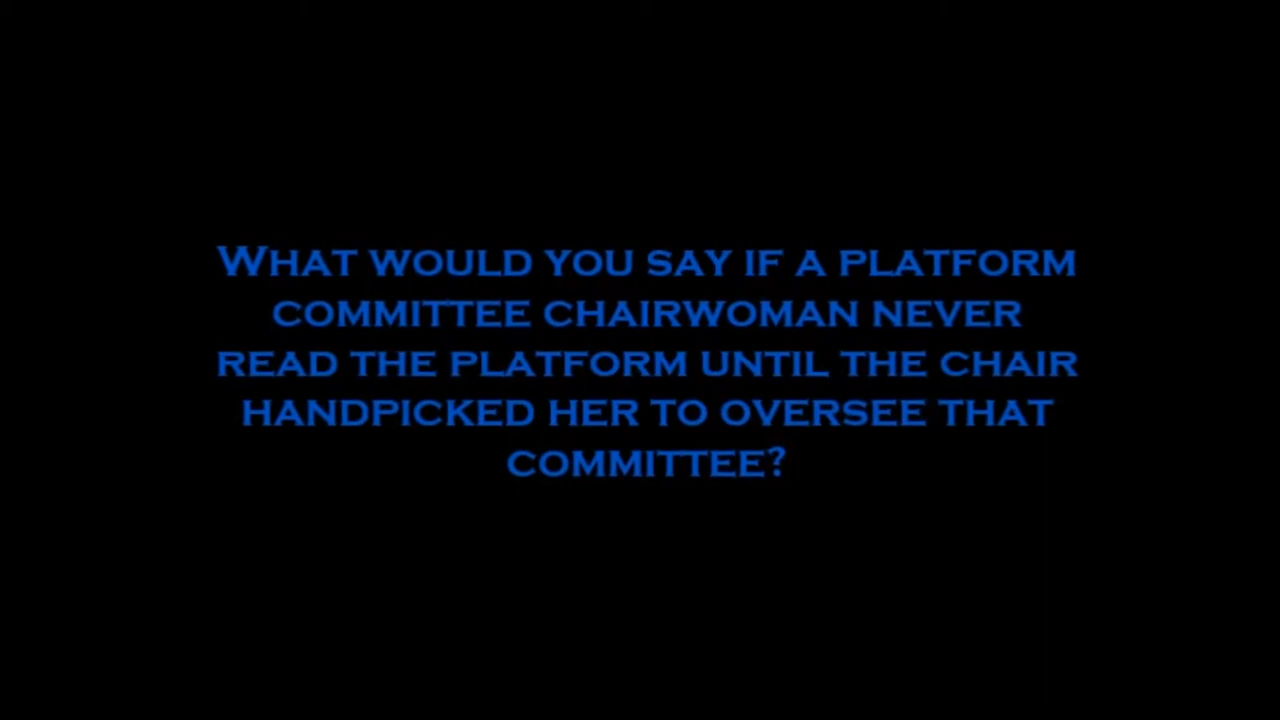 What would you say if a platform
committee chairwoman never
read the platform until the chair
handpicked her to oversee that
committee?